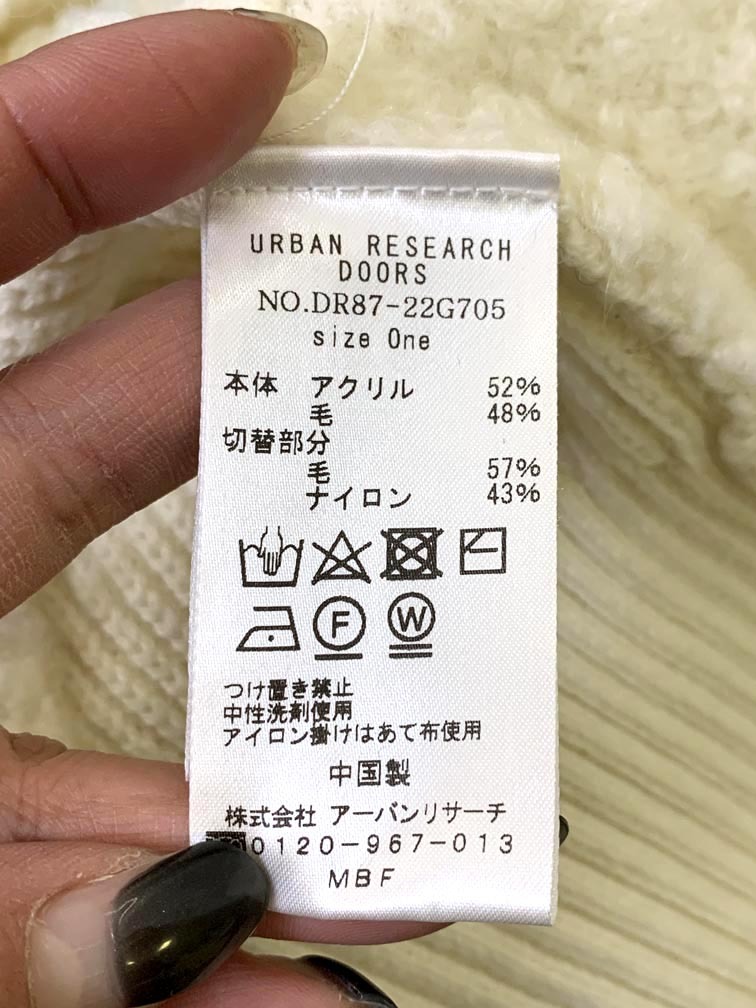 URBAN RESEARCH
DOORS
NO.DR87-22G705
size One
本体 アクリル 52%
毛 48%
切替部分
毛 57%
ナイロン 43%
F W
つけ置き禁止
中性洗剤使用
アイロン掛けはあて布使用
中国製
株式会社 アーバンリサーチ
0120-967-013
MBF